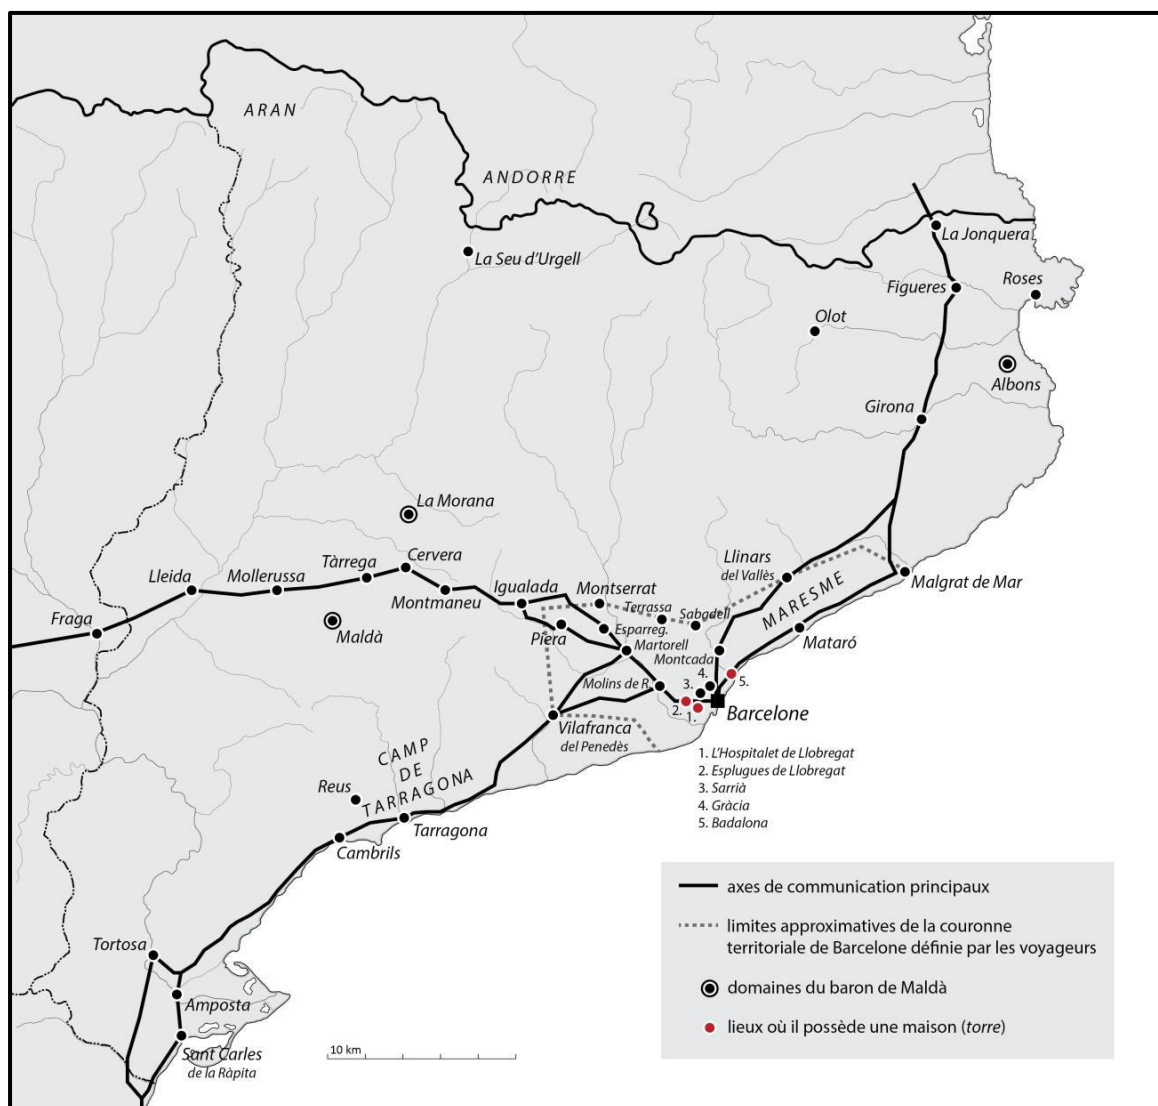 ARAN
ANDORRE
La Jonquera
La Seu d'Urgell
Figueres
Roses
Olot
Albons
Girona
La Morana
Tàrrega
Cervera
Llinars
del Vallès
Lleida
Mollerussa
Igualada
Montserrat
MARESME
Malgrat de Mar
Montmaneu
Terrassa
Sabadell
Fraga
Maldà
Piera
Esparreg.
Martorell
Mataró
Montcada
Molins de R.
4.
3.
5.
2.
1.
Barcelone
Vilafranca
del Penedès
CAMP
DE
TARRAGONA
1. L'Hospitalet de Llobregat
2. Esplugues de Llobregat
3. Sarrià
4. Gràcia
5. Badalona
Reus
Tarragona
Cambrils
axes de communication principaux
limites approximatives de la couronne
territoriale de Barcelone définie par les voyageurs
domaines du baron de Maldà
lieux où il possède une maison (torre)
Tortosa
Amposta
Sant Carles
de la Ràpita
10 km